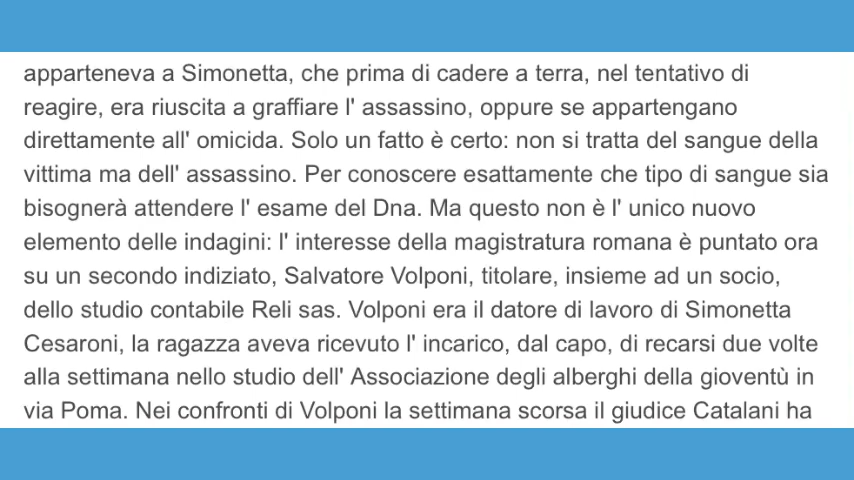 apparteneva a Simonetta, che prima di cadere a terra, nel tentativo di
reagire, era riuscita a graffiare l' assassino, oppure se appartengano
direttamente all' omicida. Solo un fatto è certo: non si tratta del sangue della
vittima ma dell' assassino. Per conoscere esattamente che tipo di sangue sia
bisognerà attendere l' esame del Dna. Ma questo non è l' unico nuovo
elemento delle indagini: l' interesse della magistratura romana è puntato ora
su un secondo indiziato, Salvatore Volponi, titolare, insieme ad un socio,
dello studio contabile Reli sas. Volponi era il datore di lavoro di Simonetta
Cesaroni, la ragazza aveva ricevuto l' incarico, dal capo, di recarsi due volte
alla settimana nello studio dell' Associazione degli alberghi della gioventù in
via Poma. Nei confronti di Volponi la settimana scorsa il giudice Catalani ha